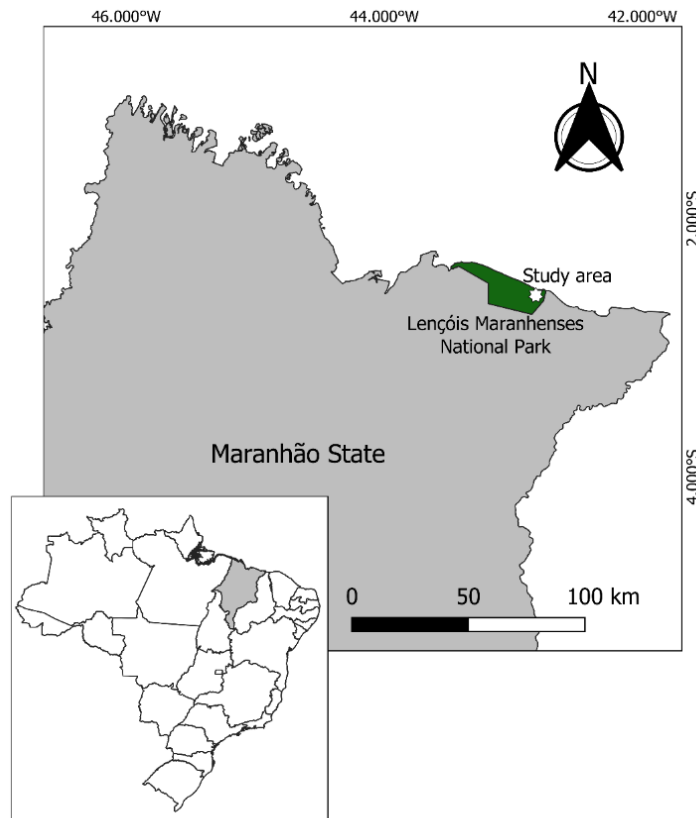 46.000°W 44.000°W 42.000°W
N
2.000°S
Study area
Lençóis Maranhenses
National Park
Maranhão State
4.000°S
0 50 100 km